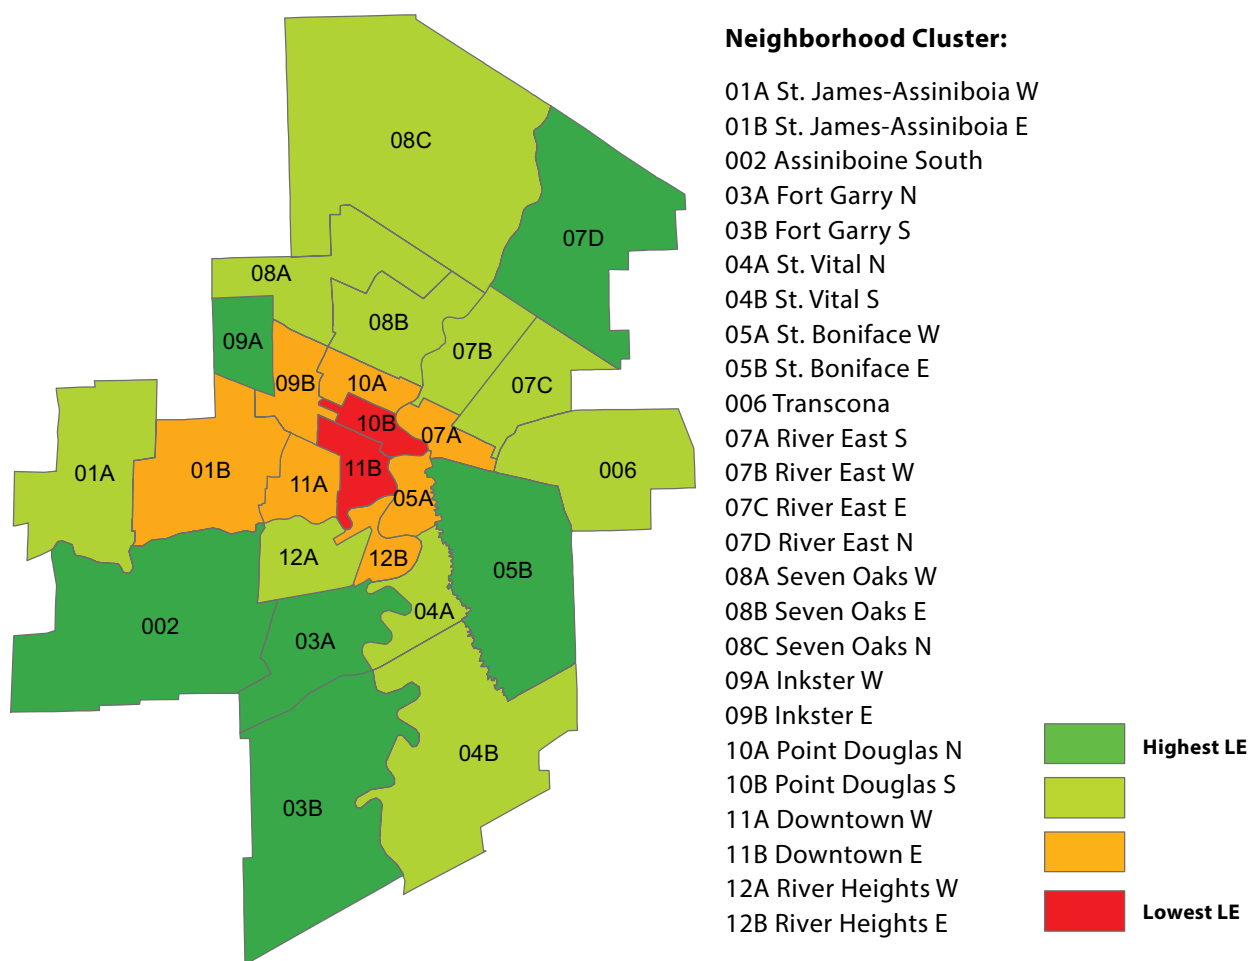 08C
07D
08A
08B
09A
07B
09B
10A
07C
10B
07A
01A
01B
11A
11B
05A
006
12A
12B
05B
002
03A
04A
04B
03B
Neighborhood Cluster:
01A St. James-Assiniboia W
01B St. James-Assiniboia E
002 Assiniboine South
03A Fort Garry N
03B Fort Garry S
04A St. Vital N
04B St. Vital S
05A St. Boniface W
05B St. Boniface E
006 Transcona
07A River East S
07B River East W
07C River East E
07D River East N
08A Seven Oaks W
08B Seven Oaks E
08C Seven Oaks N
09A Inkster W
09B Inkster E
10A Point Douglas N
10B Point Douglas S
11A Downtown W
11B Downtown E
12A River Heights W
12B River Heights E
Highest LE
Lowest LE